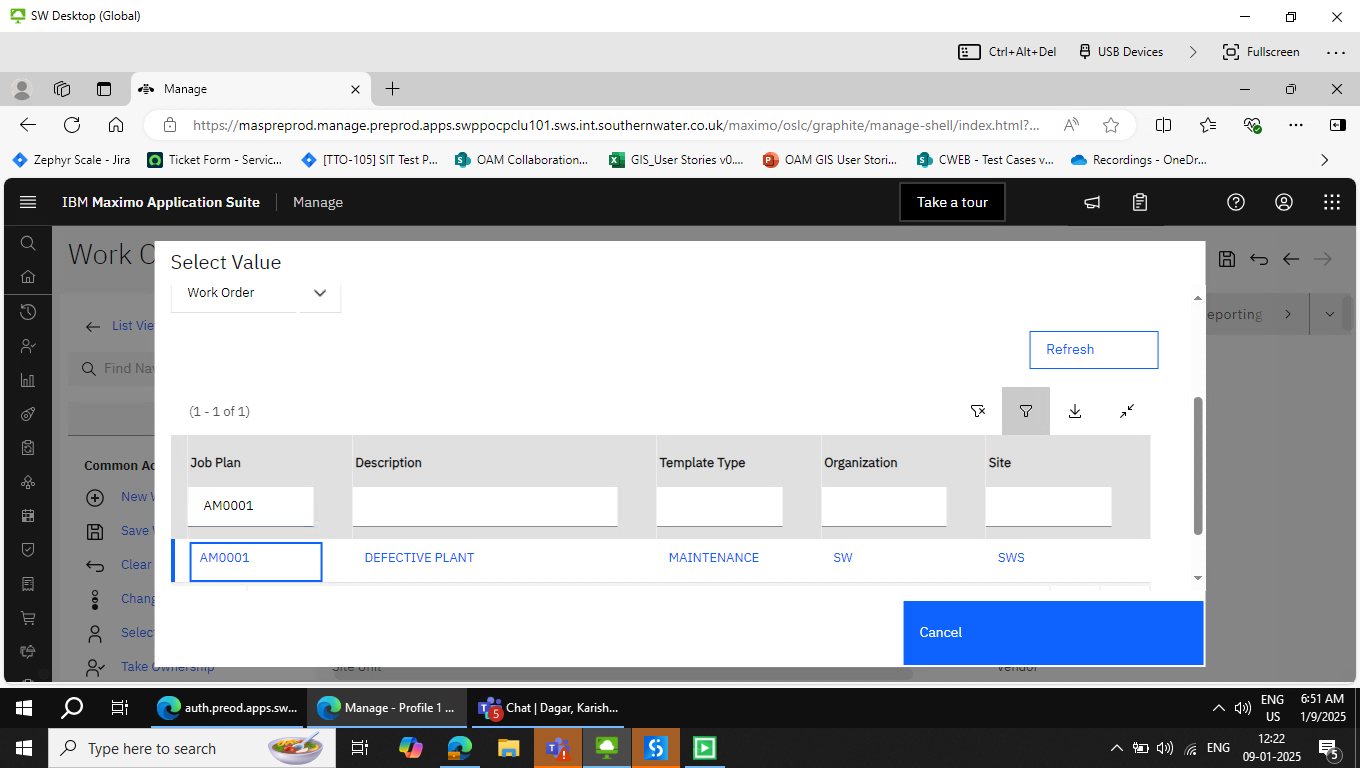 SW Desktop (Global)
Ctrl+Alt+Del
USB Devices
Fullscreen
Manage
https://maspreprod.manage.preprod.apps.swppocpclu101.sws.int.southernwater.co.uk/maximo/oslc/graphite/manage-shell/index.html?...
Zephyr Scale - Jira
Ticket Form - Servic...
[TTO-105] SIT Test P...
OAM Collaboration...
GIS_User Stories v0....
OAM GIS User Stori...
CWEB - Test Cases v...
Recordings - OneDr...
IBM Maximo Application Suite
Manage
Take a tour
Work O
Select Value
Work Order
List Vie
eporting
Refresh
Find Na
(1 - 1 of 1)
Common Ac
Job Plan
Description
Template Type
Organization
Site
New W
AM0001
Save W
AM0001
DEFECTIVE PLANT
MAINTENANCE
SW
SWS
Clear
Chang
Select
Cancel
Take Ownership
Site Unit
Vendor
auth.preod.apps.sw...
Manage - Profile 1 ...
5
Chat | Dagar, Karish...
ENG
US
6:51 AM
1/9/2025
Type here to search
ENG
12:22
09-01-2025
5